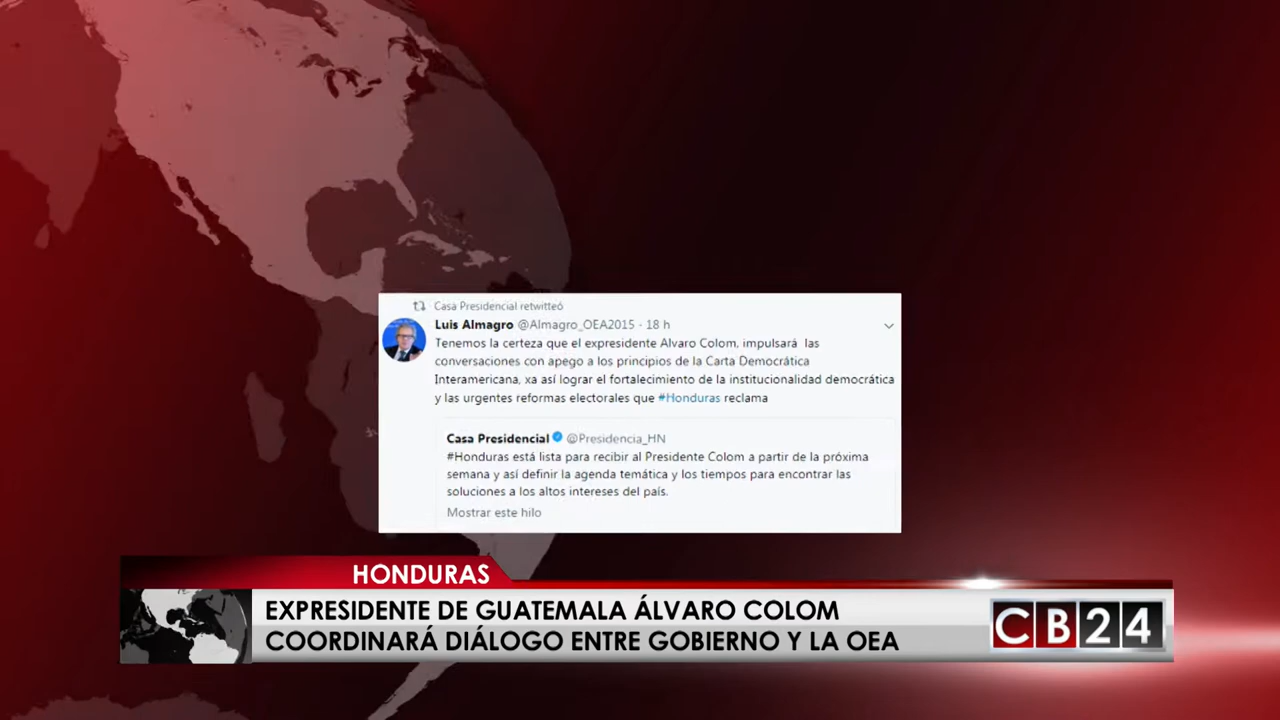 Casa Presidencial retwitteó
Luis Almagro @Almagro_OEA2015 · 18 h
Tenemos la certeza que el expresidente Alvaro Colom, impulsará las
conversaciones con apego a los principios de la Carta Democrática
Interamericana, xa así lograr el fortalecimiento de la institucionalidad democrática
y las urgentes reformas electorales que #Honduras reclama
Casa Presidencial @Presidencia_HN
#Honduras está lista para recibir al Presidente Colom a partir de la próxima
semana y así definir la agenda temática y los tiempos para encontrar las
soluciones a los altos intereses del país.
Mostrar este hilo
HONDURAS
EXPRESIDENTE DE GUATEMALA ÁLVARO COLOM
COORDINARÁ DIÁLOGO ENTRE GOBIERNO Y LA OEA
CB24